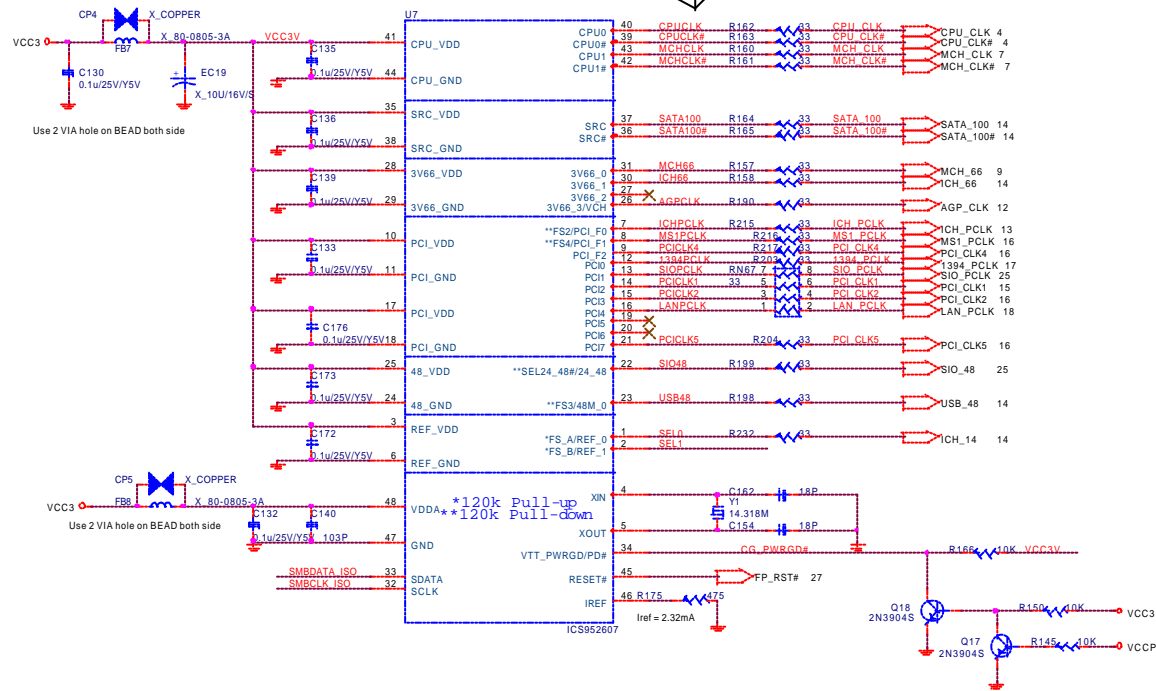 CP4 X_COPPER
VCC3
FB7 X_80-0805-3A VCC3V
C130
0.1u/25V/Y5V
EC19
X_10U/16V/S
Use 2 VIA hole on BEAD both side
U7
C135
0.1u/25V/Y5V
41 CPU_VDD
44 CPU_GND
C136
0.1u/25V/Y5V
35 SRC_VDD
38 SRC_GND
C139
0.1u/25V/Y5V
28 3V66_VDD
29 3V66_GND
C133
0.1u/25V/Y5V
10 PCI_VDD
11 PCI_GND
C176
0.1u/25V/Y5V
17 PCI_VDD
18 PCI_GND
C173
0.1u/25V/Y5V
25 48_VDD
24 48_GND
C172
0.1u/25V/Y5V
3 REF_VDD
6 REF_GND
CP5 X_COPPER
VCC3
FB8 X_80-0805-3A
Use 2 VIA hole on BEAD both side
C132
0.1u/25V/Y5V
C140
103P
48 VDDA
47 GND
SMBDATA_ISO 33 SDATA
SMBCLK_ISO 32 SCLK
*120k Pull-up
**120k Pull-down
CPU0 40 CPUCLK R162 33 CPU_CLK CPU_CLK 4
CPU0# 39 CPUCLK# R163 33 CPU_CLK# CPU_CLK# 4
CPU1 43 MCHCLK R160 33 MCH_CLK MCH_CLK 7
CPU1# 42 MCHCLK# R161 33 MCH_CLK# MCH_CLK# 7
SRC 37 SATA100 R164 33 SATA_100 SATA_100 14
SRC# 36 SATA100# R165 33 SATA_100# SATA_100# 14
3V66_0 31 MCH66 R157 33 MCH_66 9
3V66_1 30 ICH66 R158 33 ICH_66 14
3V66_2 27
3V66_3/VCH 26 AGPCLK R190 33 AGP_CLK 12
**FS2/PCI_F0 7 ICHPCLK R215 33 ICH_PCLK 13
**FS4/PCI_F1 8 MS1PCLK R216 33 MS1_PCLK 16
PCI_F2 9 PCICLK4 R217 33 PCI_CLK4 PCI_CLK4 16
PCI0 12 1394PCLK R203 33 1394_PCLK 1394_PCLK 17
PCI1 13 SIOPCLK RN67 7 8 SIO_PCLK SIO_PCLK 25
PCI2 14 PCICLK1 33 5 6 PCI_CLK1 PCI_CLK1 15
PCI3 15 PCICLK2 3 4 PCI_CLK2 PCI_CLK2 16
PCI4 16 LANPCLK 1 2 LAN_PCLK LAN_PCLK 18
PCI5 19
PCI6 20
PCI7 21 PCICLK5 R204 33 PCI_CLK5 PCI_CLK5 16
**SEL24_48#/24_48 22 SIO48 R199 33 SIO_48 25
**FS3/48M_0 23 USB48 R198 33 USB_48 14
*FS_A/REF_0 1 SEL0 R232 33 ICH_14 14
*FS_B/REF_1 2 SEL1
XIN 4 C162 18P
Y1
14.318M
XOUT 5 C154 18P
VTT_PWRGD/PD# 34 CG_PWRGD# R166 10K VCC3V
RESET# 45 FP_RST# 27
IREF 46 R175 475
Iref = 2.32mA
ICS952607
Q18
2N3904S
R150 10K VCC3
Q17
2N3904S
R145 10K VCCP